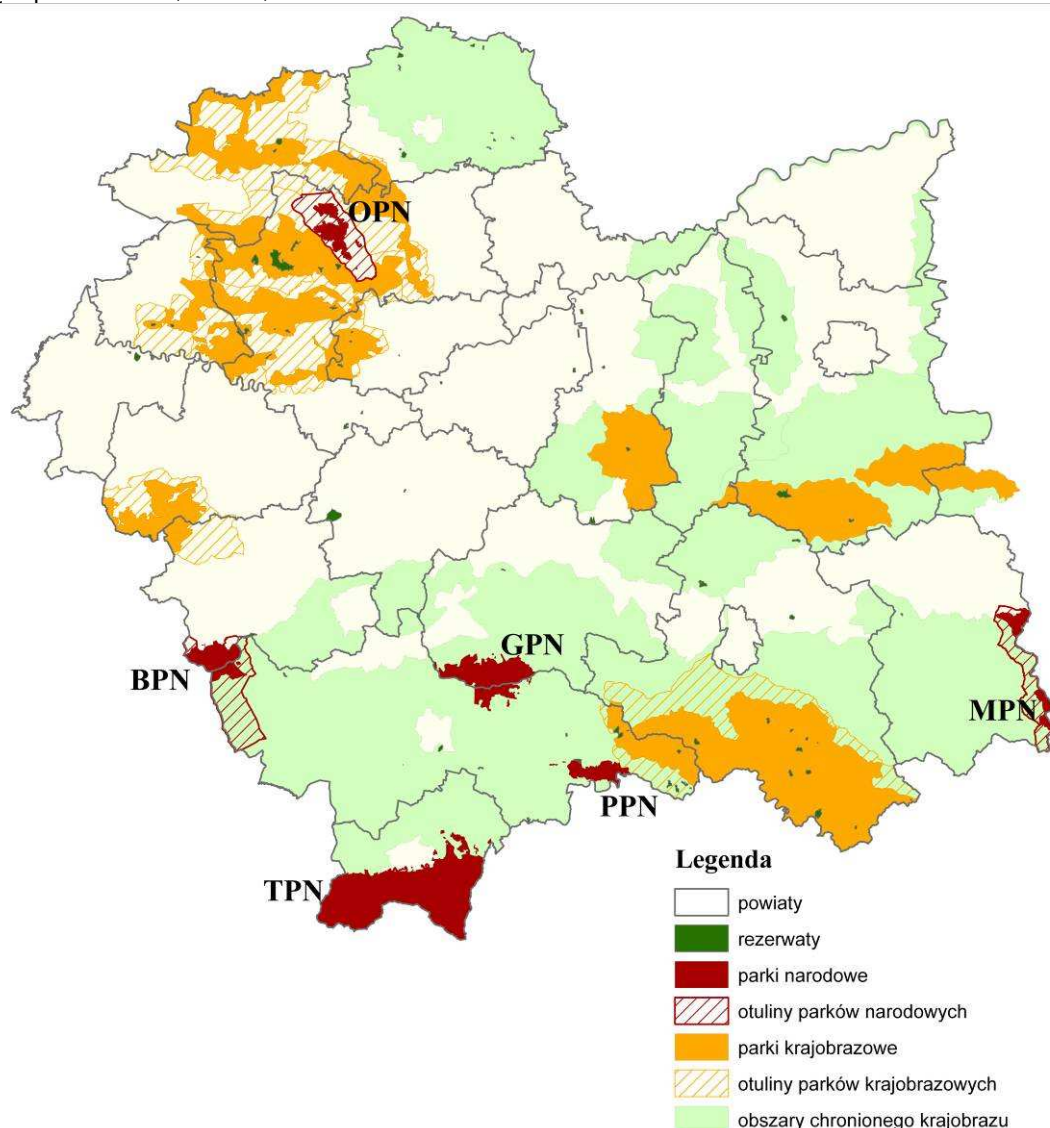 OPN
GPN
BPN
MPN
PPN
TPN
Legenda
powiaty
rezerwaty
parki narodowe
otuliny parków narodowych
parki krajobrazowe
otuliny parków krajobrazowych
obszary chronionego krajobrazu